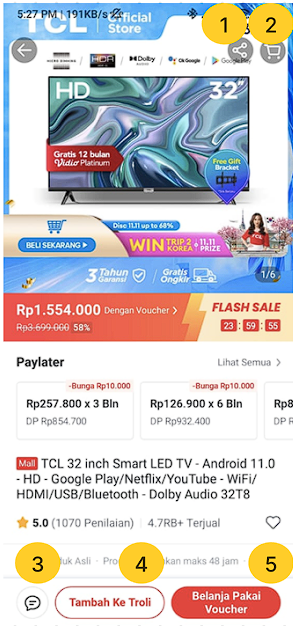 5:27 PM | 191KB/s
1
2
TCL Official Store
HDR
Dolby
AUDIO
Ok Google
Google Play
HD
32"
Gratis 12 bulan
Vidio Platinum
Free Gift
Bracket
Disc 11.11 up to 68%
BELI SEKARANG
WIN TRIP 2 KOREA + 11.11 PRIZE
3 Tahun Garansi
Gratis Ongkir
1/6
Rp1.554.000 Dengan Voucher >
Rp3.699.000 58%
FLASH SALE
23 : 59 : 55
Paylater
Lihat Semua >
-Bunga Rp10.000
-Bunga Rp10.000
Rp257.800 x 3 Bln
Rp126.900 x 6 Bln
Rp8
DP Rp854.700
DP Rp932.400
DP R
Mall TCL 32 inch Smart LED TV - Android 11.0
- HD - Google Play/Netflix/YouTube - WiFi/
HDMI/USB/Bluetooth - Dolby Audio 32T8
5.0 (1070 Penilaian)
4.7RB+ Terjual
duk Asli
Pro
akan maks 48 jam
3
4
5
Tambah Ke Troli
Belanja Pakai
Voucher